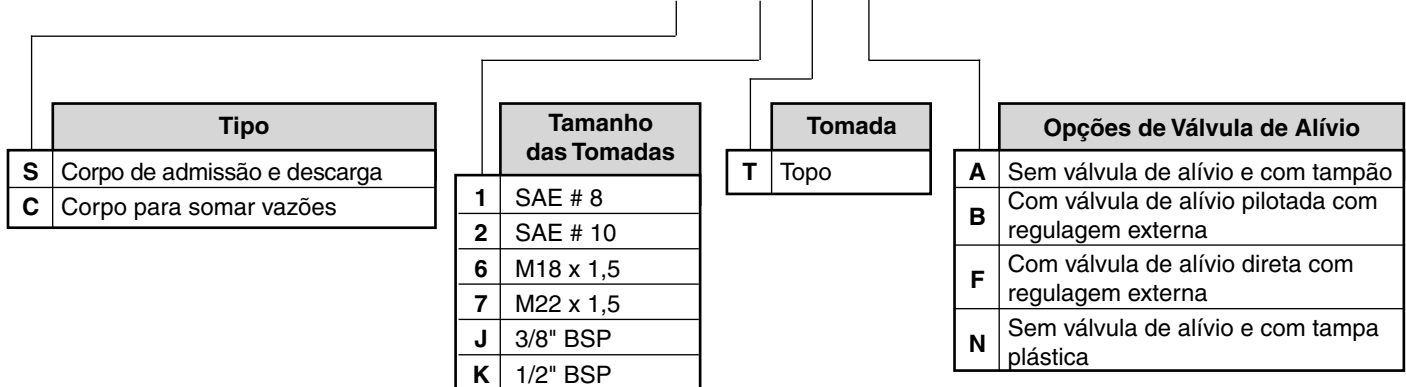 Tipo
S Corpo de admissão e descarga
C Corpo para somar vazões
Tamanho
das Tomadas
1 SAE # 8
2 SAE # 10
6 M18 x 1,5
7 M22 x 1,5
J 3/8" BSP
K 1/2" BSP
Tomada
T Topo
Opções de Válvula de Alívio
A Sem válvula de alívio e com tampão
B Com válvula de alívio pilotada com
regulagem externa
F Com válvula de alívio direta com
regulagem externa
N Sem válvula de alívio e com tampa
plástica